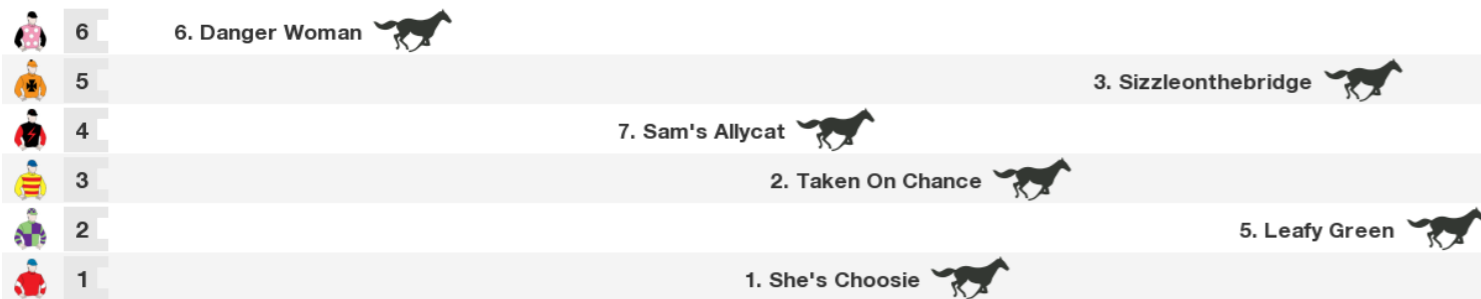 6 6. Danger Woman
5 3. Sizzleonthebridge
4 7. Sam's Allycat
3 2. Taken On Chance
2 5. Leafy Green
1 1. She's Choosie